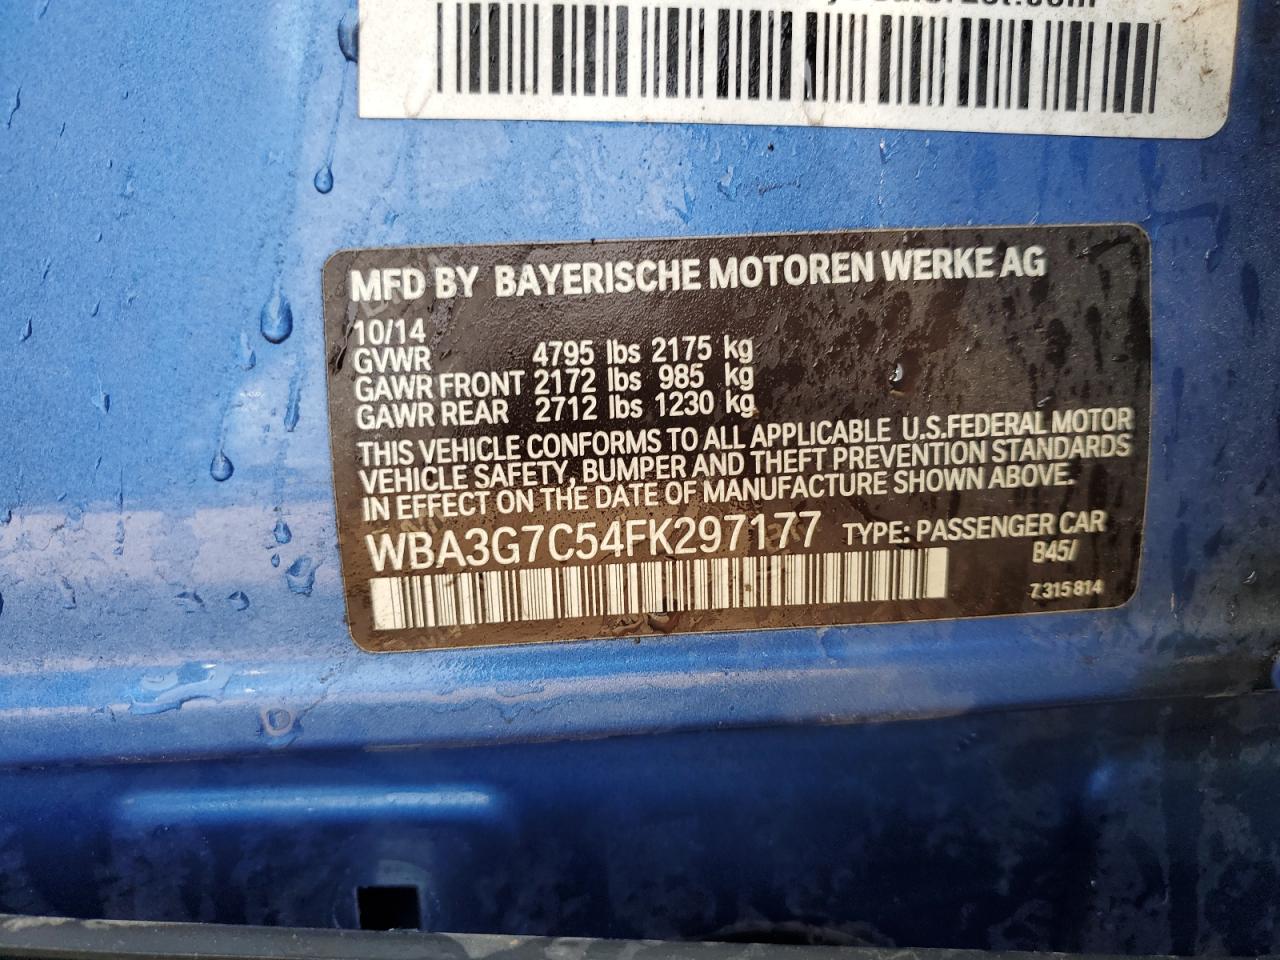 MFD BY BAYERISCHE MOTOREN WERKE AG
10/14
GVWR 4795 lbs 2175 kg
GAWR FRONT 2172 lbs 985 kg
GAWR REAR 2712 lbs 1230 kg
THIS VEHICLE CONFORMS TO ALL APPLICABLE U.S.FEDERAL MOTOR
VEHICLE SAFETY, BUMPER AND THEFT PREVENTION STANDARDS
IN EFFECT ON THE DATE OF MANUFACTURE SHOWN ABOVE.
WBA3G7C54FK297177 TYPE: PASSENGER CAR
B45/
7315814